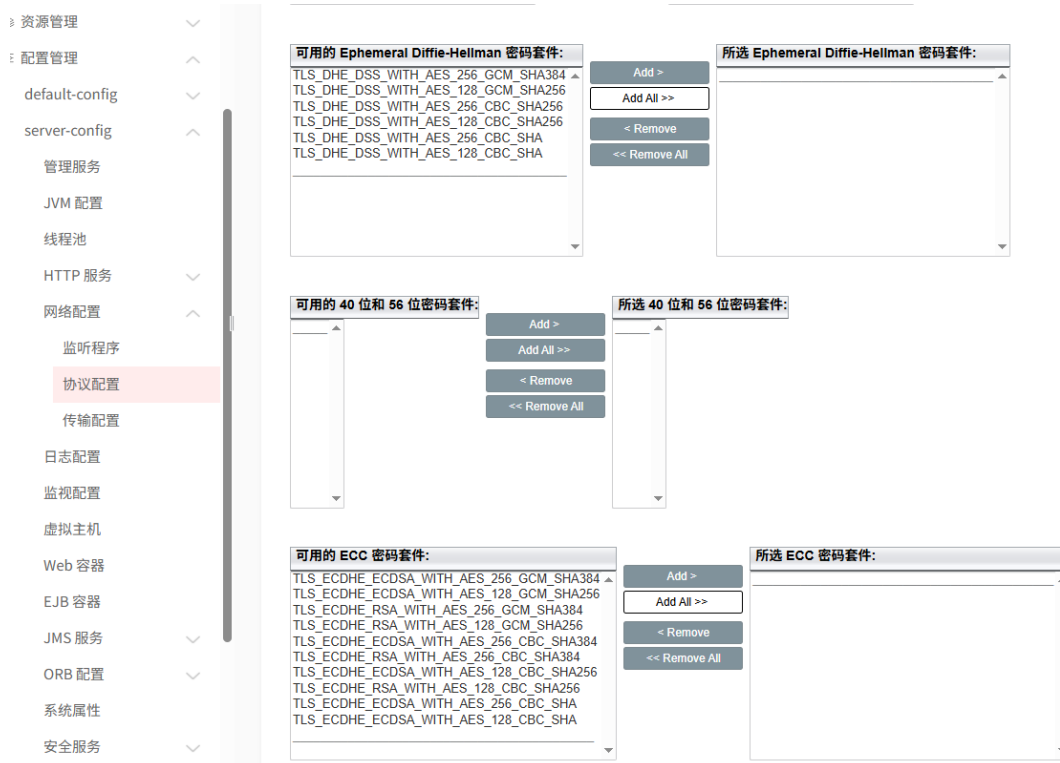 资源管理
配置管理
default-config
server-config
管理服务
JVM 配置
线程池
HTTP 服务
网络配置
监听程序
协议配置
传输配置
日志配置
监视配置
虚拟主机
Web 容器
EJB 容器
JMS 服务
ORB 配置
系统属性
安全服务
可用的 Ephemeral Diffie-Hellman 密码套件:
TLS_DHE_DSS_WITH_AES_256_GCM_SHA384
TLS_DHE_DSS_WITH_AES_128_GCM_SHA256
TLS_DHE_DSS_WITH_AES_256_CBC_SHA256
TLS_DHE_DSS_WITH_AES_128_CBC_SHA256
TLS_DHE_DSS_WITH_AES_256_CBC_SHA
TLS_DHE_DSS_WITH_AES_128_CBC_SHA
Add >
Add All >>
< Remove
<< Remove All
所选 Ephemeral Diffie-Hellman 密码套件:
可用的 40 位和 56 位密码套件:
Add >
Add All >>
< Remove
<< Remove All
所选 40 位和 56 位密码套件:
可用的 ECC 密码套件:
TLS_ECDHE_ECDSA_WITH_AES_256_GCM_SHA384
TLS_ECDHE_ECDSA_WITH_AES_128_GCM_SHA256
TLS_ECDHE_RSA_WITH_AES_256_GCM_SHA384
TLS_ECDHE_RSA_WITH_AES_128_GCM_SHA256
TLS_ECDHE_ECDSA_WITH_AES_256_CBC_SHA384
TLS_ECDHE_RSA_WITH_AES_256_CBC_SHA384
TLS_ECDHE_ECDSA_WITH_AES_128_CBC_SHA256
TLS_ECDHE_RSA_WITH_AES_128_CBC_SHA256
TLS_ECDHE_ECDSA_WITH_AES_256_CBC_SHA
TLS_ECDHE_ECDSA_WITH_AES_128_CBC_SHA
Add >
Add All >>
< Remove
<< Remove All
所选 ECC 密码套件: